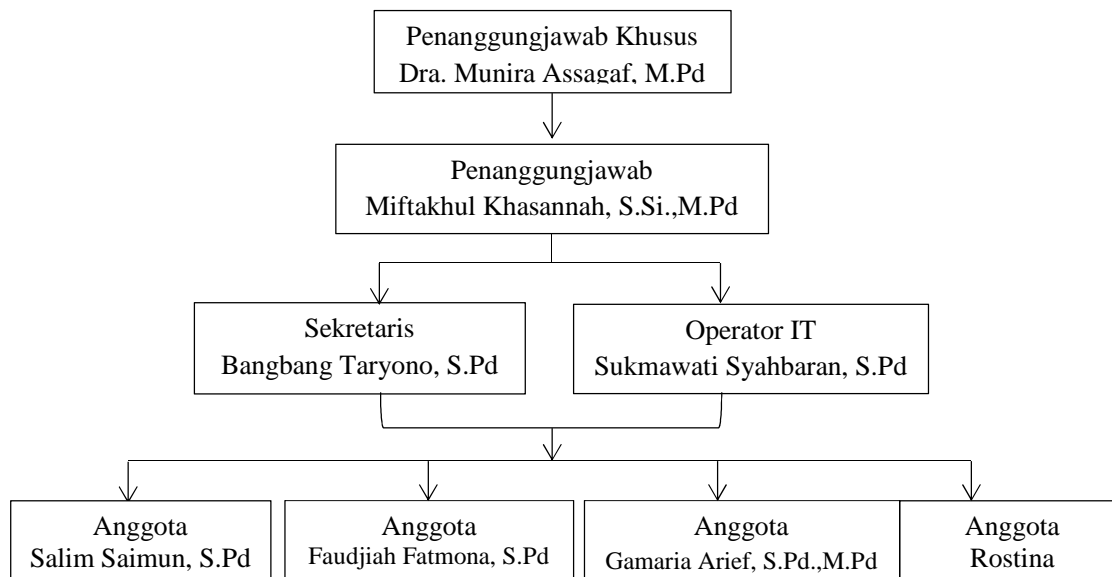 Penanggungjawab Khusus
Dra. Munira Assagaf, M.Pd
Penanggungjawab
Miftakhul Khasannah, S.Si.,M.Pd
Sekretaris
Bangbang Taryono, S.Pd
Operator IT
Sukmawati Syahbaran, S.Pd
Anggota
Salim Saimun, S.Pd
Anggota
Faudjiah Fatmona, S.Pd
Anggota
Gamaria Arief, S.Pd.,M.Pd
Anggota
Rostina